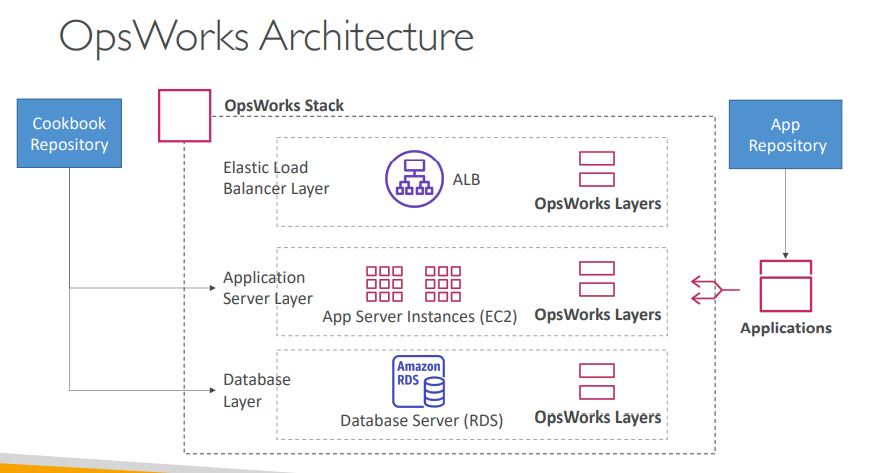 OpsWorks Architecture
Cookbook
Repository
OpsWorks Stack
App
Repository
Elastic Load
Balancer Layer
ALB
OpsWorks Layers
Application
Server Layer
App Server Instances (EC2)
OpsWorks Layers
Applications
Database
Layer
Amazon
RDS
Database Server (RDS)
OpsWorks Layers